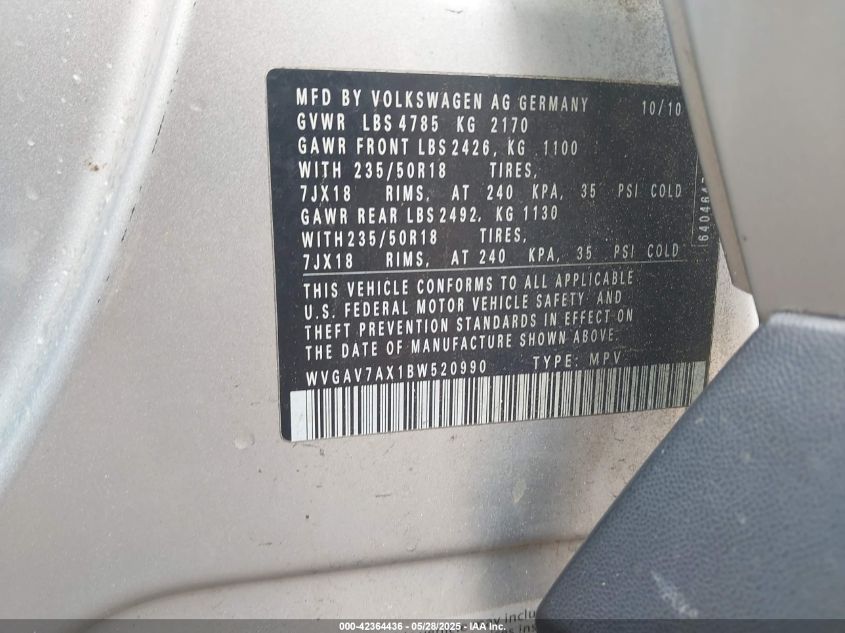 MFD BY VOLKSWAGEN AG GERMANY 10/10
GVWR LBS 4785 KG 2170
GAWR FRONT LBS 2426, KG 1100
WITH 235/50R18 TIRES,
7JX18 RIMS, AT 240 KPA, 35 PSI COLD
GAWR REAR LBS 2492, KG 1130
WITH235/50R18 TIRES,
7JX18 RIMS, AT 240 KPA, 35 PSI COLD
THIS VEHICLE CONFORMS TO ALL APPLICABLE
U.S. FEDERAL MOTOR VEHICLE SAFETY AND
THEFT PREVENTION STANDARDS IN EFFECT ON
THE DATE OF MANUFACTURE SHOWN ABOVE.
WVGAV7AX1BW520990 TYPE: MPV
640464
may inclu
000-42364436 - 05/28/2025 - IAA Inc.